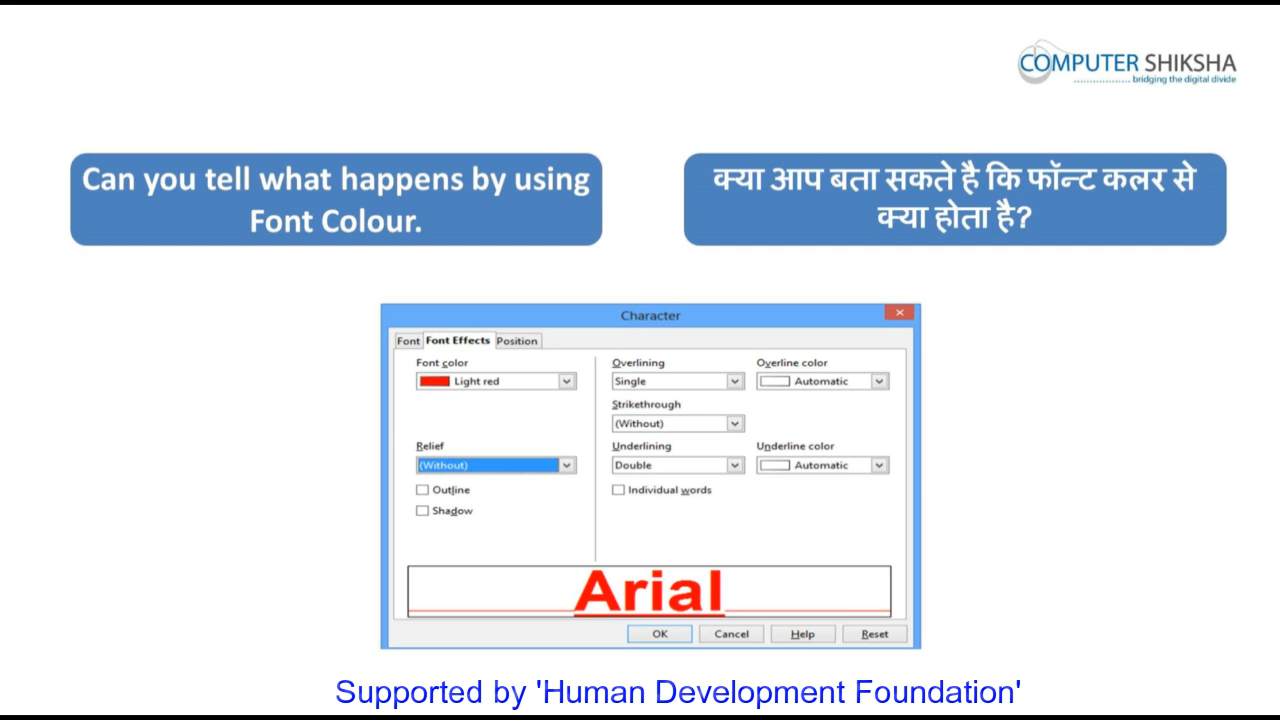 COMPUTER SHIKSHA
bridging the digital divide
Can you tell what happens by using
Font Colour.
क्या आप बता सकते है कि फॉन्ट कलर से
क्या होता है?
Character
Font Font Effects Position
Font color
Light red
Overlining
Single
Overline color
Automatic
Strikethrough
(Without)
Relief
(Without)
Underlining
Double
Underline color
Automatic
Outline
Individual words
Shadow
Arial
OK Cancel Help Reset
Supported by 'Human Development Foundation'